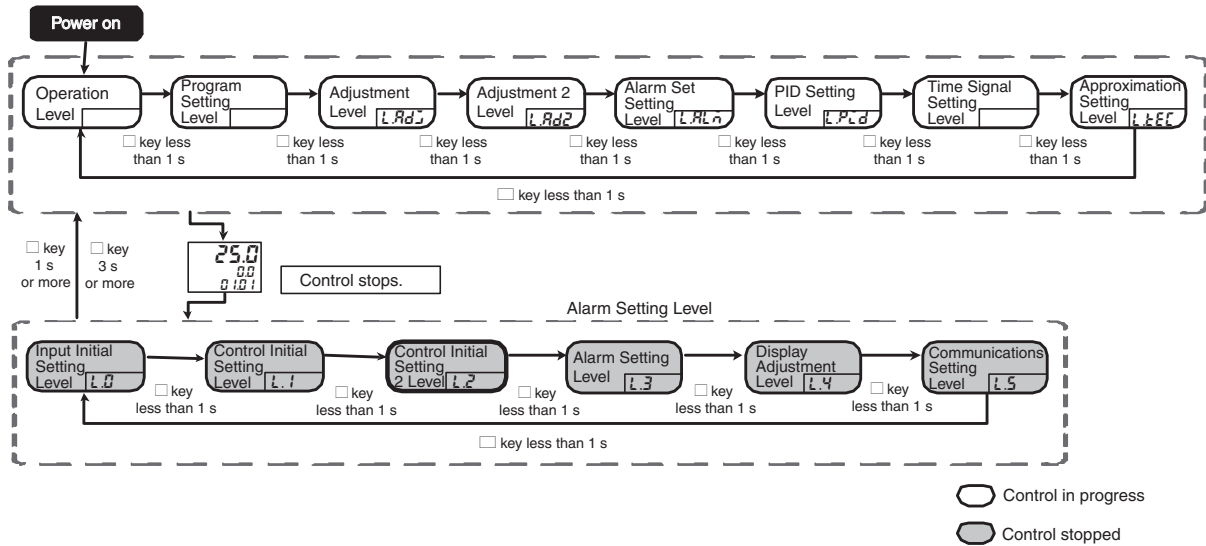 Power on
Operation
Level
Program
Setting
Level
Adjustment
Level L.AdJ
Adjustment 2
Level L.Ad2
Alarm Set
Setting
Level L.ALn
PID Setting
Level L.PId
Time Signal
Setting
Level
Approximation
Setting
Level L.tEC
□ key less
than 1 s
□ key less
than 1 s
□ key less
than 1 s
□ key less
than 1 s
□ key less
than 1 s
□ key less
than 1 s
□ key less
than 1 s
□ key less than 1 s
□ key
1 s
or more
□ key
3 s
or more
25.0
0.0
01.01
Control stops.
Alarm Setting Level
Input Initial
Setting
Level L.0
Control Initial
Setting
Level L.1
Control Initial
Setting
2 Level L.2
Alarm Setting
Level L.3
Display
Adjustment
Level L.4
Communications
Setting
Level L.5
□ key
less than 1 s
□ key
less than 1 s
□ key
less than 1 s
□ key
less than 1 s
□ key
less than 1 s
□ key less than 1 s
Control in progress
Control stopped